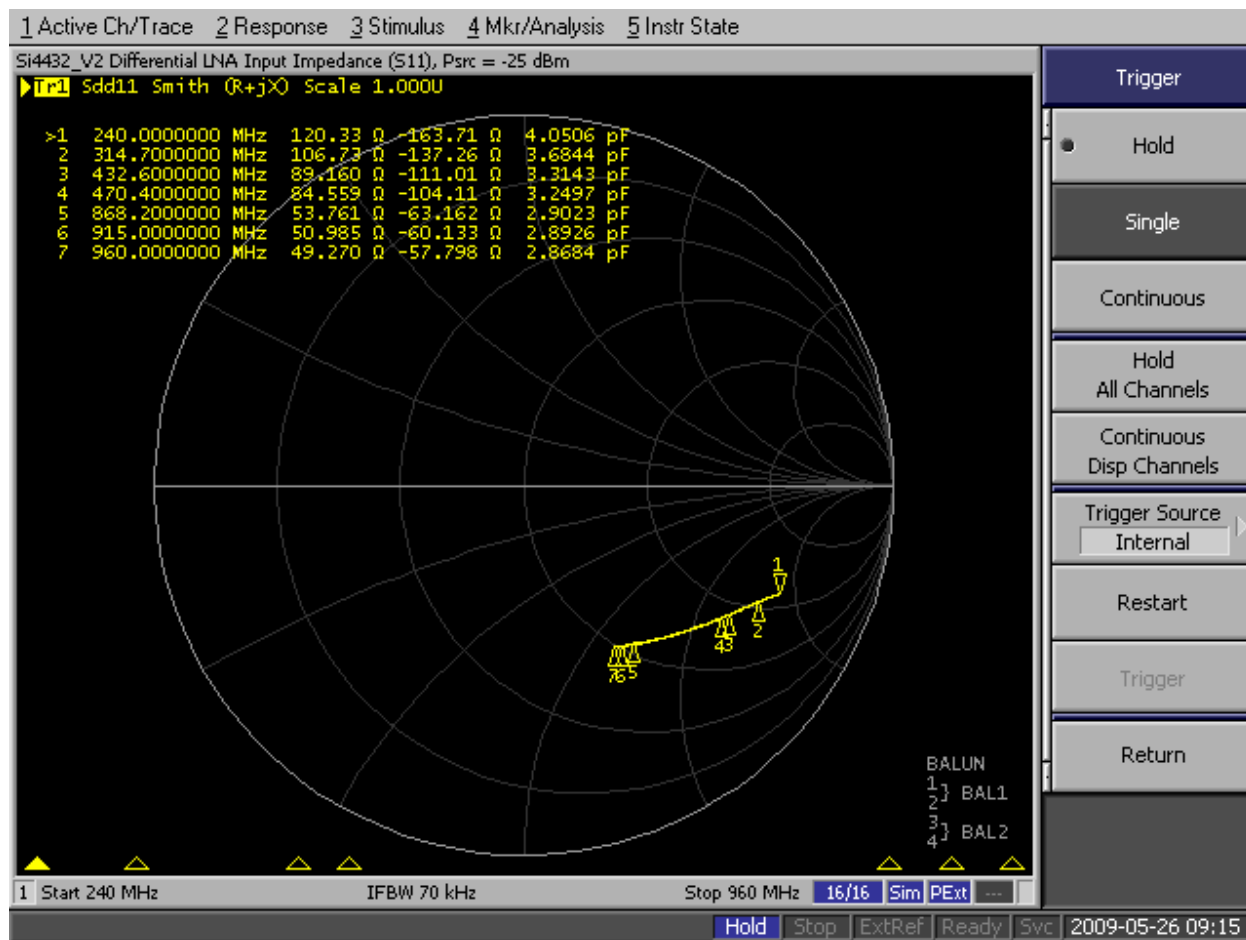 1 Active Ch/Trace 2 Response 3 Stimulus 4 Mkr/Analysis 5 Instr State
Si4432_V2 Differential LNA Input Impedance (S11), Psrc = -25 dBm
Tr1 Sdd11 Smith (R+jX) Scale 1.000U
>1 240.0000000 MHz 120.33 Ω -163.71 Ω 4.0506 pF
2 314.7000000 MHz 106.73 Ω -137.26 Ω 3.6844 pF
3 432.6000000 MHz 89.160 Ω -111.01 Ω 3.3143 pF
4 470.4000000 MHz 84.559 Ω -104.11 Ω 3.2497 pF
5 868.2000000 MHz 53.761 Ω -63.162 Ω 2.9023 pF
6 915.0000000 MHz 50.985 Ω -60.133 Ω 2.8926 pF
7 960.0000000 MHz 49.270 Ω -57.798 Ω 2.8684 pF
1
2
43
765
BALUN
1
2} BAL1
3
4} BAL2
1 Start 240 MHz IFBW 70 kHz Stop 960 MHz 16/16 Sim PExt ---
Trigger
Hold
Single
Continuous
Hold
All Channels
Continuous
Disp Channels
Trigger Source
Internal
Restart
Trigger
Return
Hold Stop ExtRef Ready Svc 2009-05-26 09:15